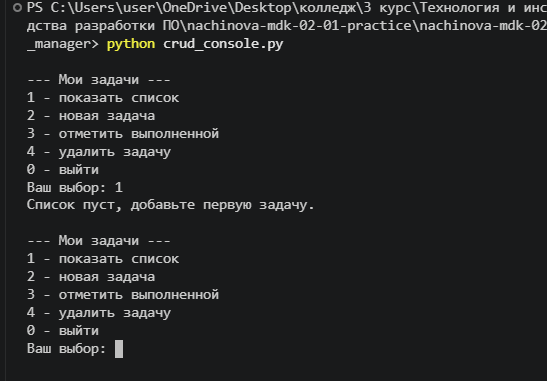 PS C:\Users\user\OneDrive\Desktop\колледж\3 курс\Технология и инс
дства разработки ПО\nachinova-mdk-02-01-practice\nachinova-mdk-02
_manager> python crud_console.py
--- Мои задачи ---
1 - показать список
2 - новая задача
3 - отметить выполненной
4 - удалить задачу
0 - выйти
Ваш выбор: 1
Список пуст, добавьте первую задачу.
--- Мои задачи ---
1 - показать список
2 - новая задача
3 - отметить выполненной
4 - удалить задачу
0 - выйти
Ваш выбор: